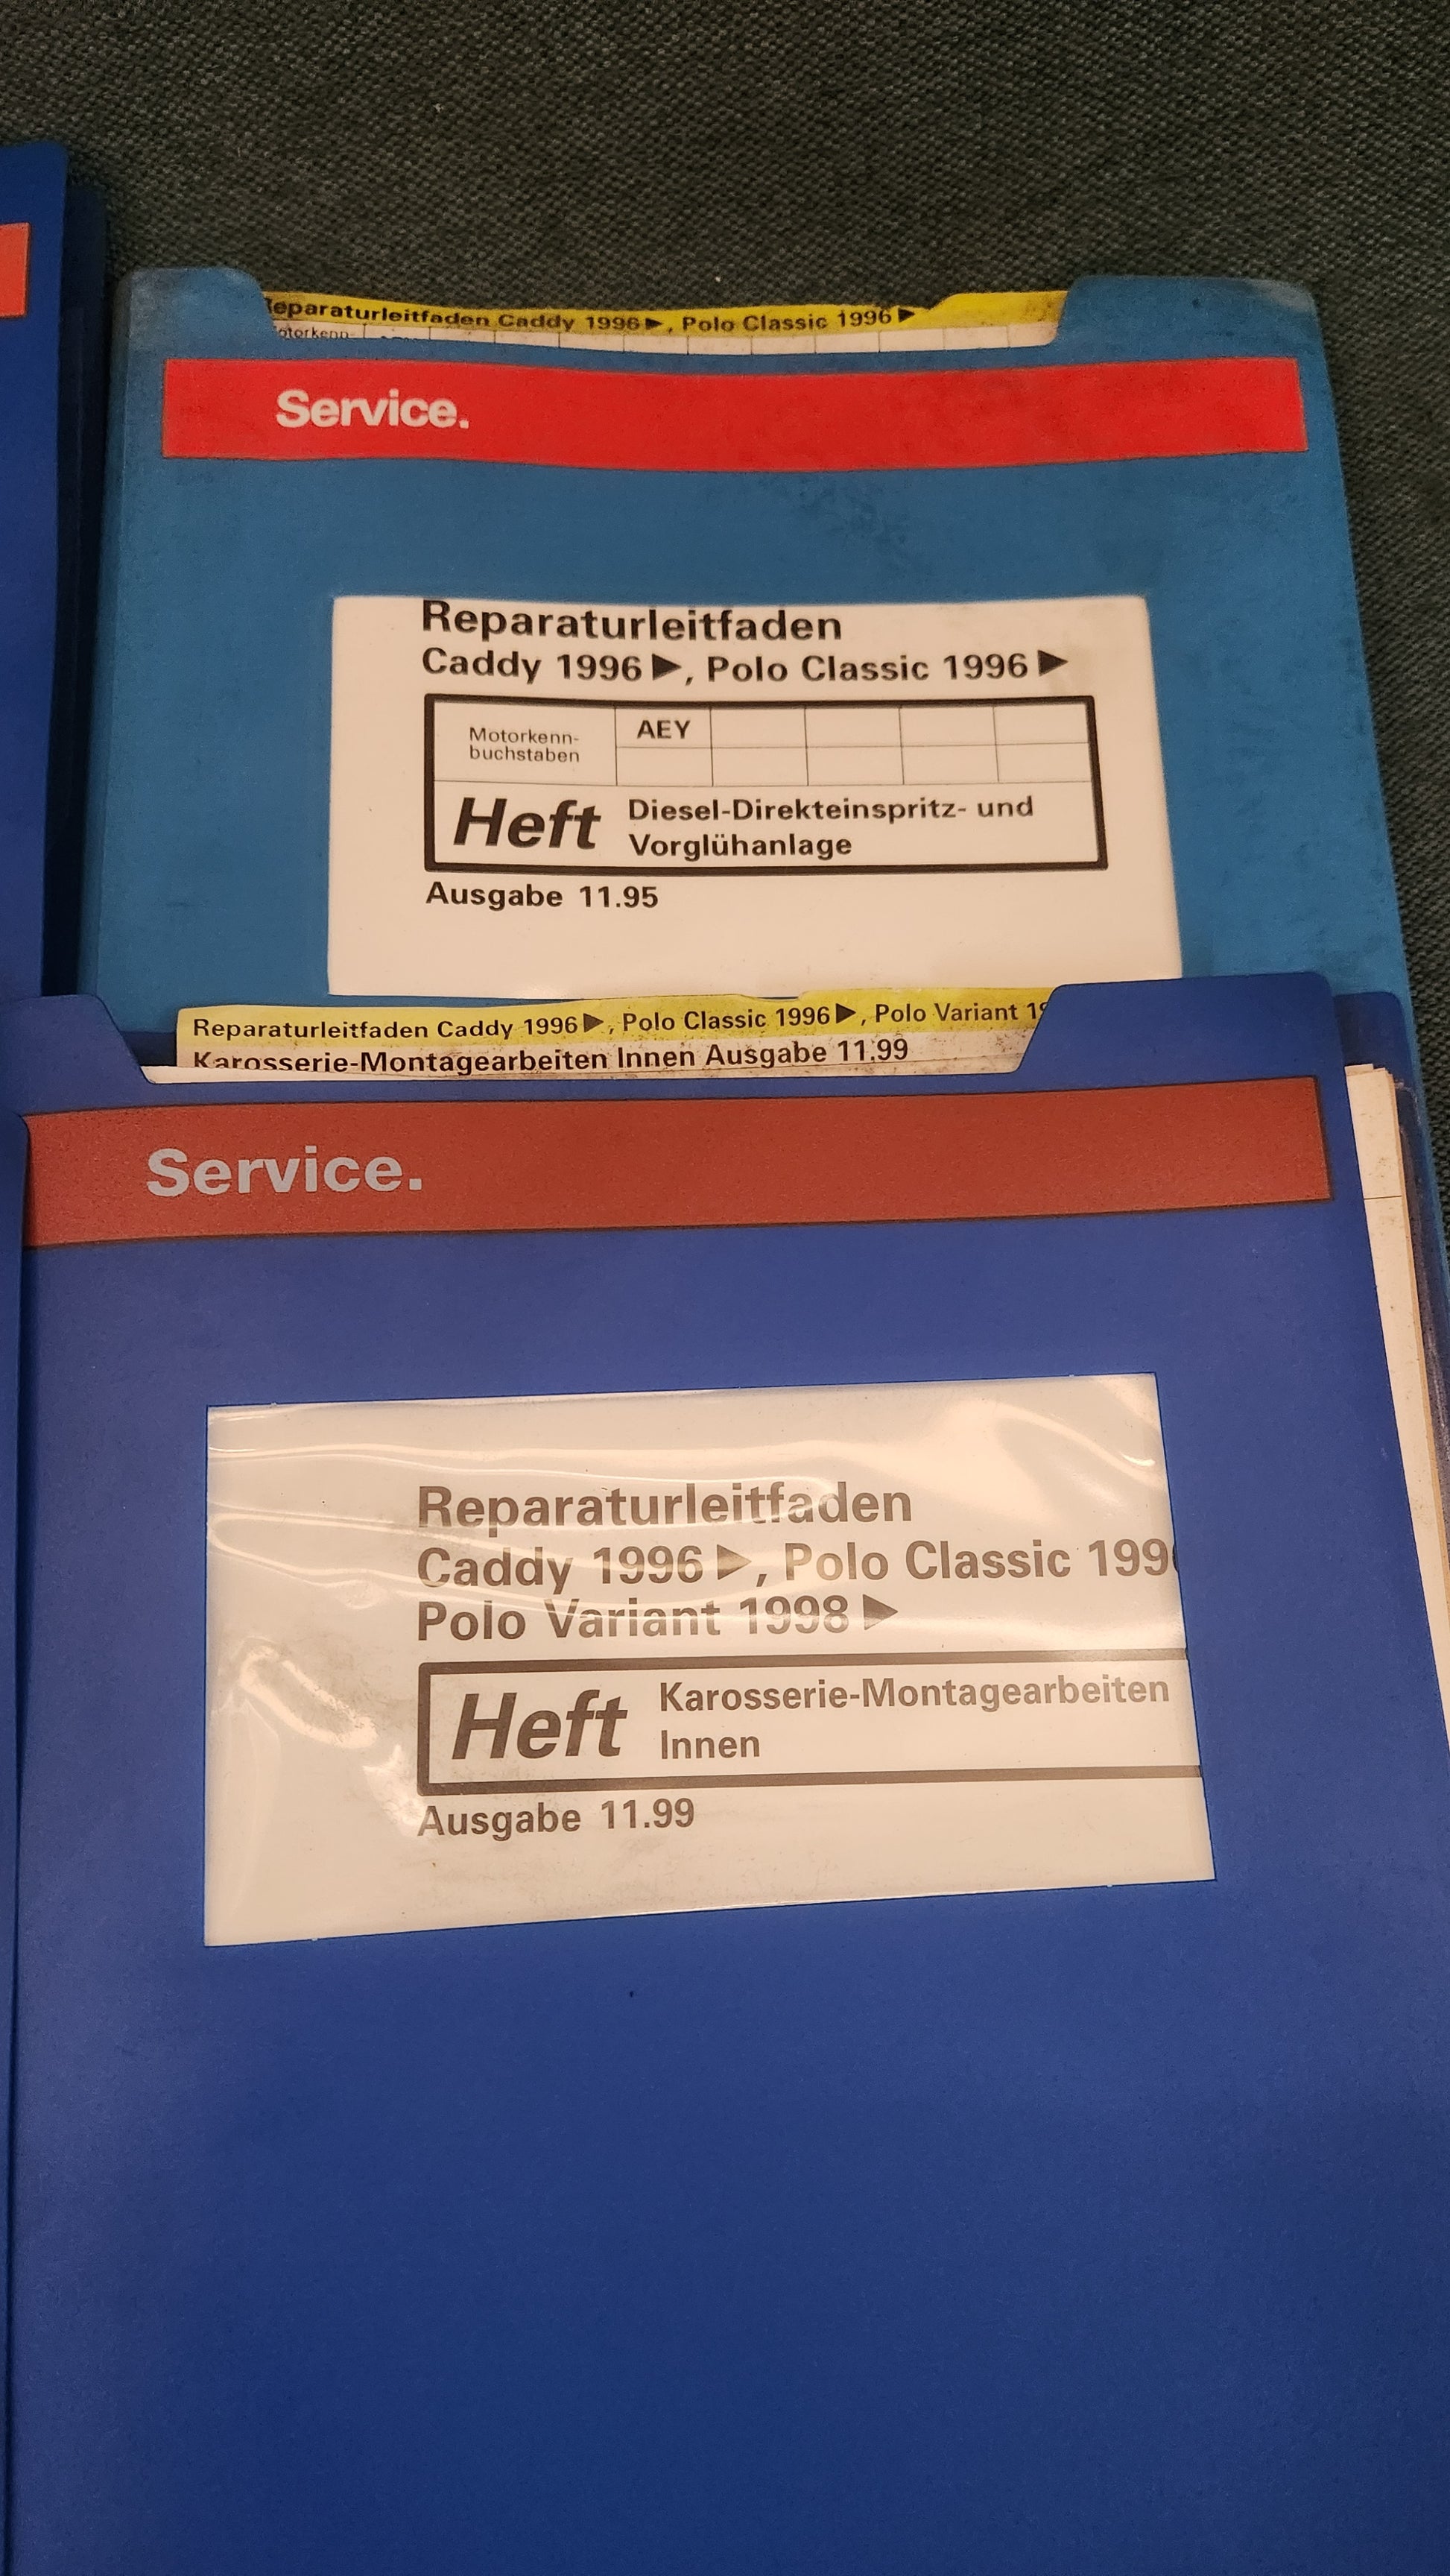 Reparaturleitfaden Caddy 1996 ▶, Polo Classic 1996 ▶
Service.
Reparaturleitfaden
Caddy 1996 ▶, Polo Classic 1996 ▶
Motorkenn-
buchstaben
AEY
Heft
Diesel-Direkteinspritz- und
Vorglühanlage
Ausgabe 11.95
Reparaturleitfaden Caddy 1996 ▶, Polo Classic 1996 ▶, Polo Variant
Karosserie-Montagearbeiten Innen Ausgabe 11.99
Service.
Reparaturleitfaden
Caddy 1996 ▶, Polo Classic 199
Polo Variant 1998 ▶
Heft
Karosserie-Montagearbeiten
Innen
Ausgabe 11.99